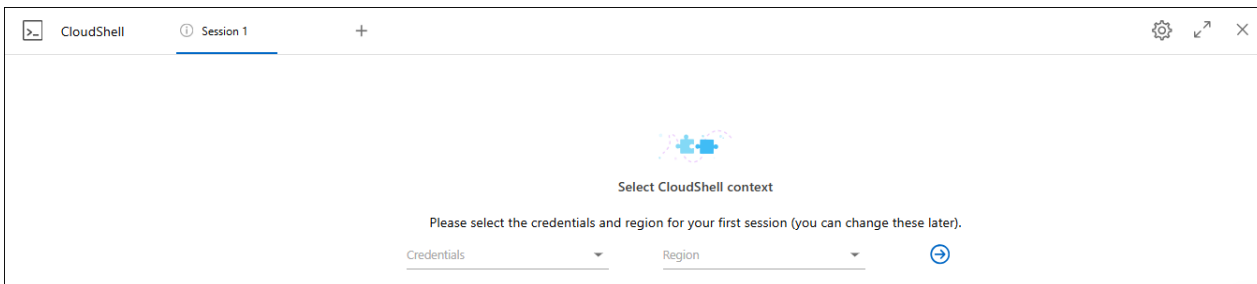 CloudShell
Session 1
Select CloudShell context
Please select the credentials and region for your first session (you can change these later).
Credentials
Region